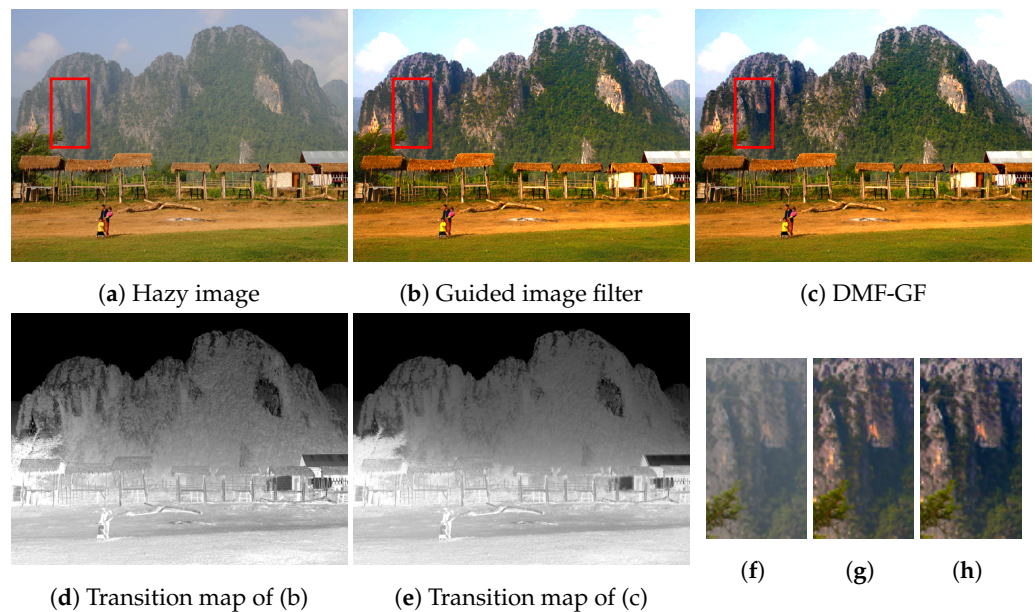 (a) Hazy image
(b) Guided image filter
(c) DMF-GF
(d) Transition map of (b)
(e) Transition map of (c)
(f)
(g)
(h)